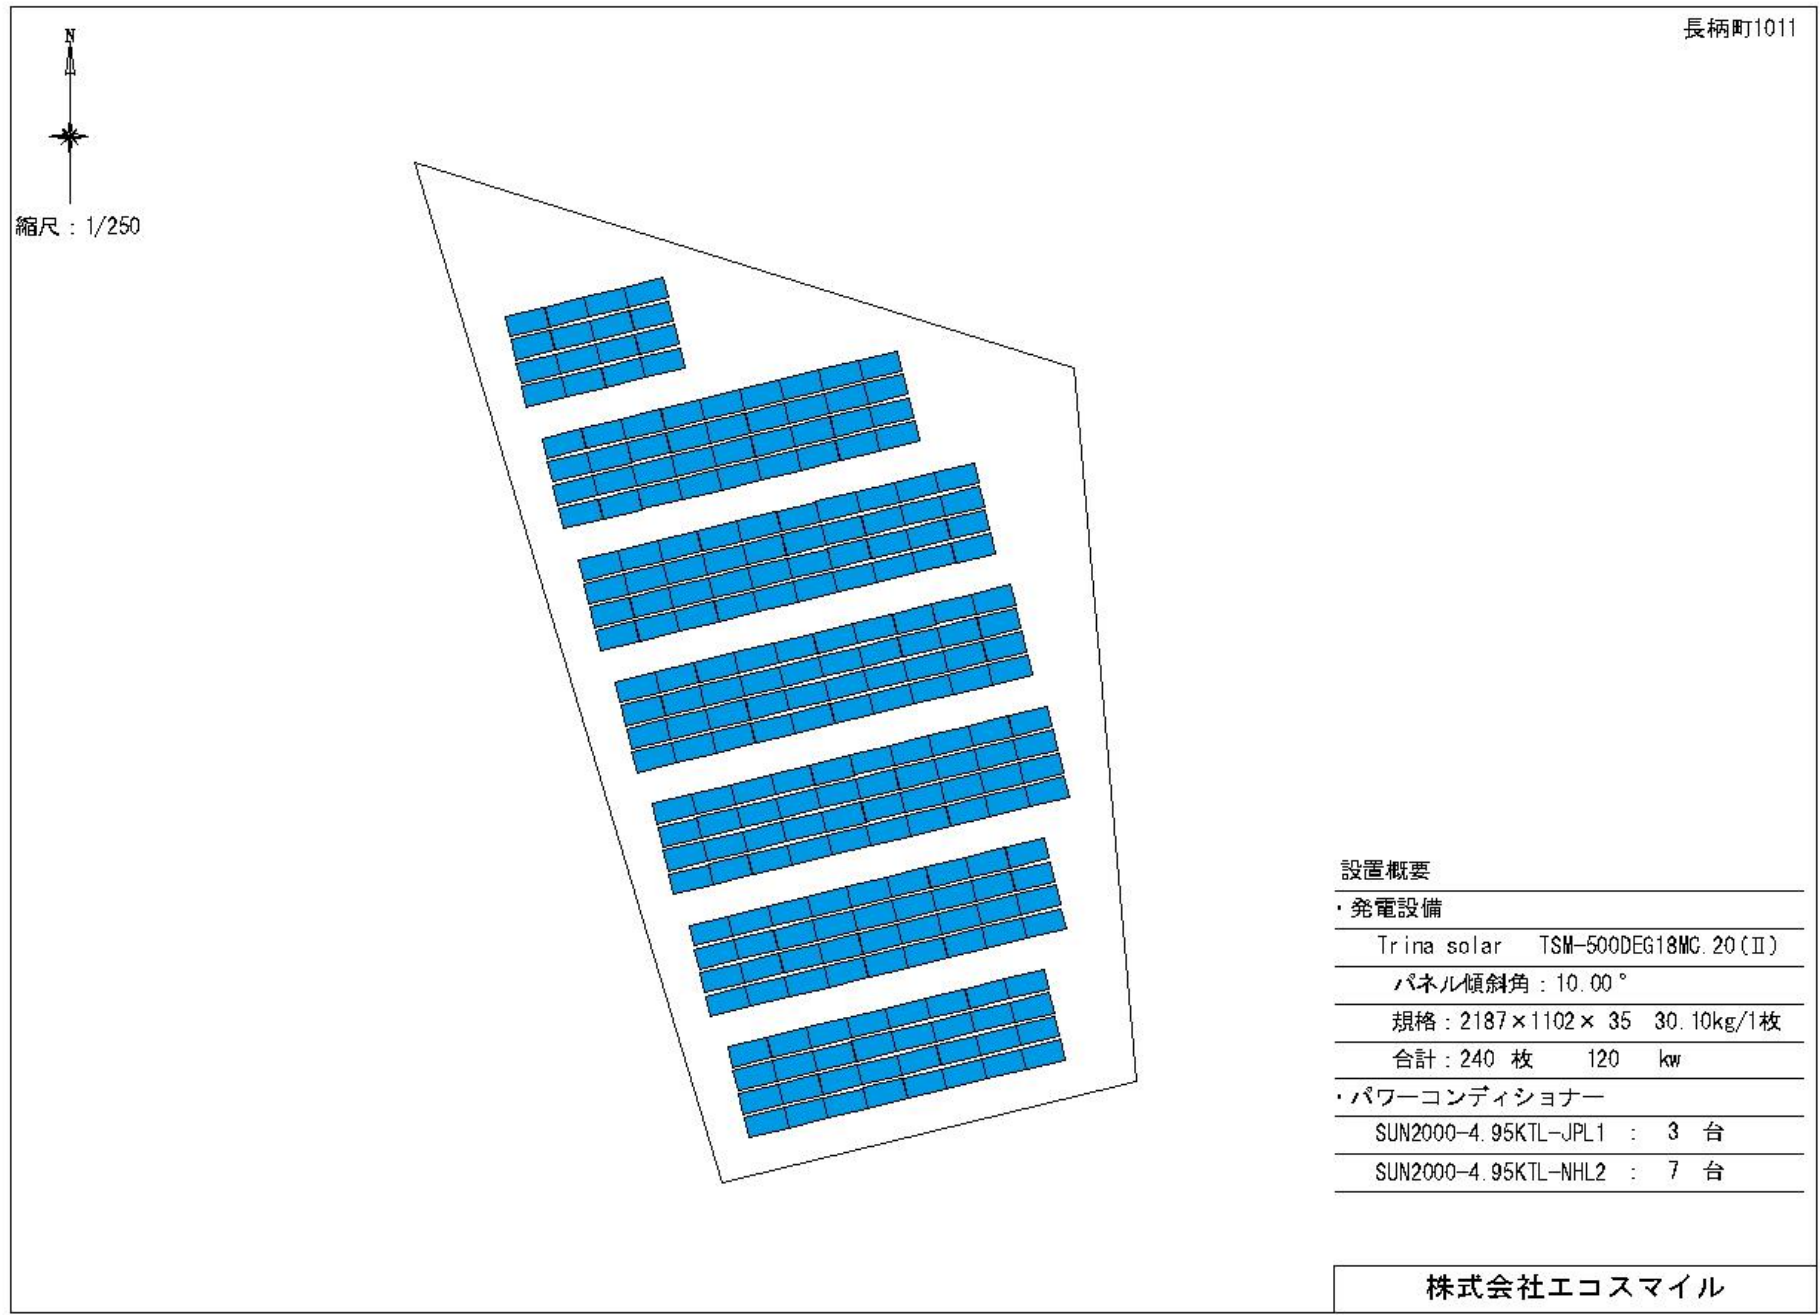 長柄町1011
N
縮尺：1/250
設置概要
・発電設備
Trina solar TSM-500DEG18MC.20(Ⅱ)
パネル傾斜角：10.00°
規格：2187×1102× 35 30.10kg/1枚
合計：240 枚 120 kw
・パワーコンディショナー
SUN2000-4.95KTL-JPL1 : 3 台
SUN2000-4.95KTL-NHL2 : 7 台
株式会社エコスマイル